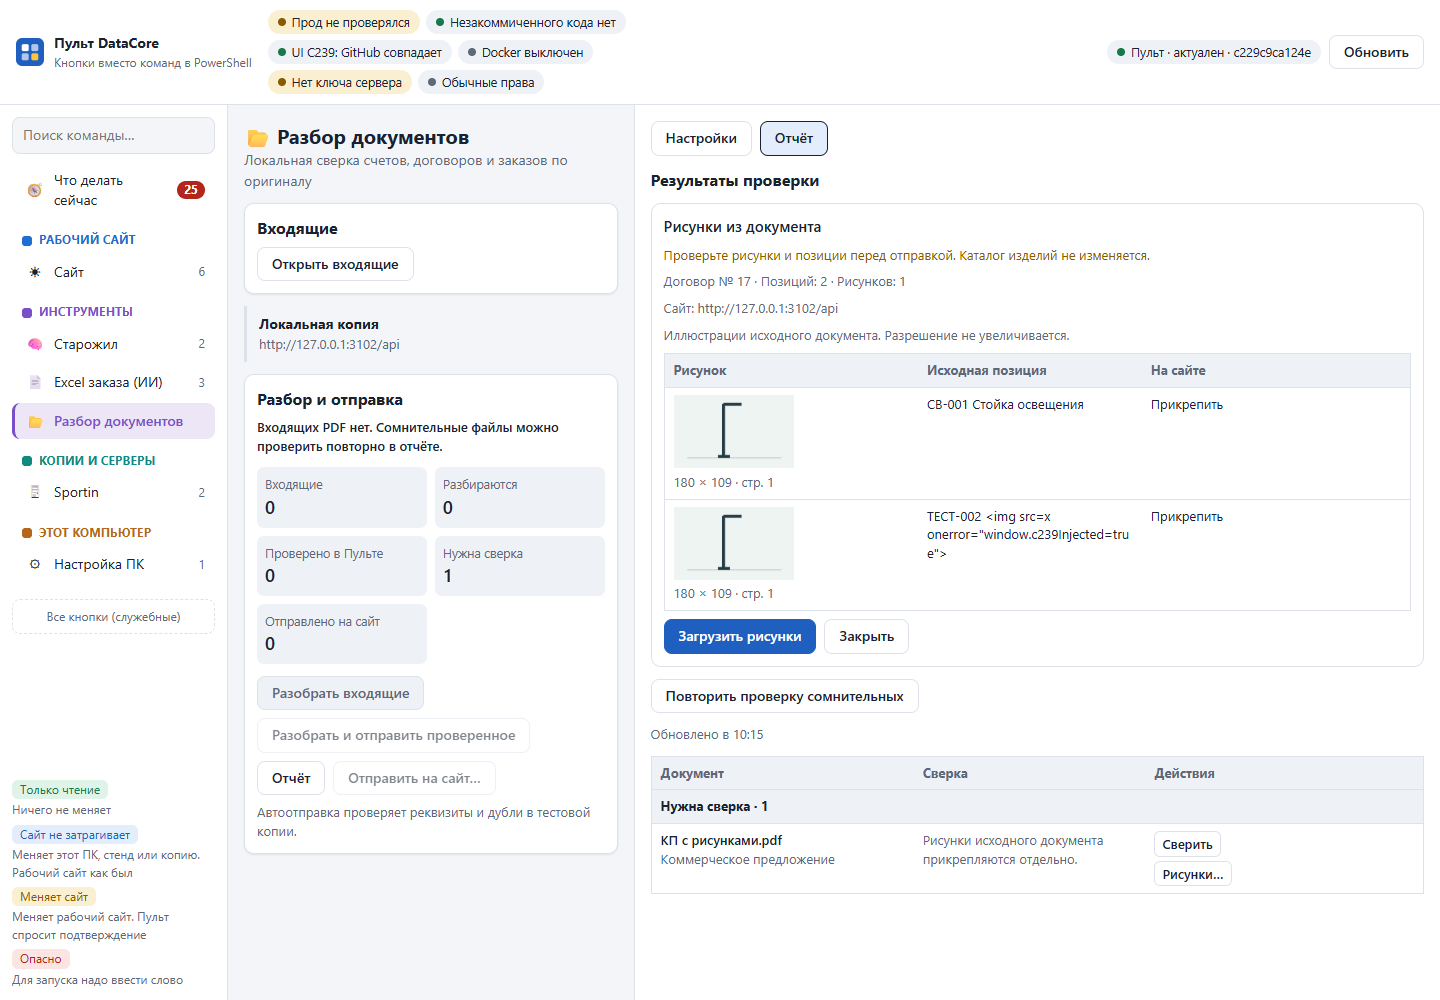 Пульт DataCore
Кнопки вместо команд в PowerShell
Прод не проверялся
Незакоммиченного кода нет
UI C239: GitHub совпадает
Docker выключен
Нет ключа сервера
Обычные права
Пульт · актуален · c229c9ca124e
Обновить
Поиск команды...
Что делать
сейчас
25
РАБОЧИЙ САЙТ
Сайт
6
ИНСТРУМЕНТЫ
Старожил
2
Excel заказа (ИИ)
3
Разбор документов
КОПИИ И СЕРВЕРЫ
Sportin
2
ЭТОТ КОМПЬЮТЕР
Настройка ПК
1
Все кнопки (служебные)
Только чтение
Ничего не меняет
Сайт не затрагивает
Меняет этот ПК, стенд или копию.
Рабочий сайт как был
Меняет сайт
Меняет рабочий сайт. Пульт
спросит подтверждение
Опасно
Для запуска надо ввести слово
Разбор документов
Локальная сверка счетов, договоров и заказов по
оригиналу
Входящие
Открыть входящие
Локальная копия
http://127.0.0.1:3102/api
Разбор и отправка
Входящих PDF нет. Сомнительные файлы можно
проверить повторно в отчёте.
Входящие
0
Разбираются
0
Проверено в Пульте
0
Нужна сверка
1
Отправлено на сайт
0
Разобрать входящие
Разобрать и отправить проверенное
Отчёт
Отправить на сайт...
Автоотправка проверяет реквизиты и дубли в тестовой
копии.
Настройки
Отчёт
Результаты проверки
Рисунки из документа
Проверьте рисунки и позиции перед отправкой. Каталог изделий не изменяется.
Договор № 17 · Позиций: 2 · Рисунков: 1
Сайт: http://127.0.0.1:3102/api
Иллюстрации исходного документа. Разрешение не увеличивается.
Рисунок
Исходная позиция
На сайте
СВ-001 Стойка освещения
Прикрепить
180 × 109 · стр. 1
ТЕСТ-002 <img src=x
onerror="window.c239Injected=tru
e">
Прикрепить
180 × 109 · стр. 1
Загрузить рисунки
Закрыть
Повторить проверку сомнительных
Обновлено в 10:15
Документ
Сверка
Действия
Нужна сверка · 1
КП с рисунками.pdf
Коммерческое предложение
Рисунки исходного документа
прикрепляются отдельно.
Сверить
Рисунки...